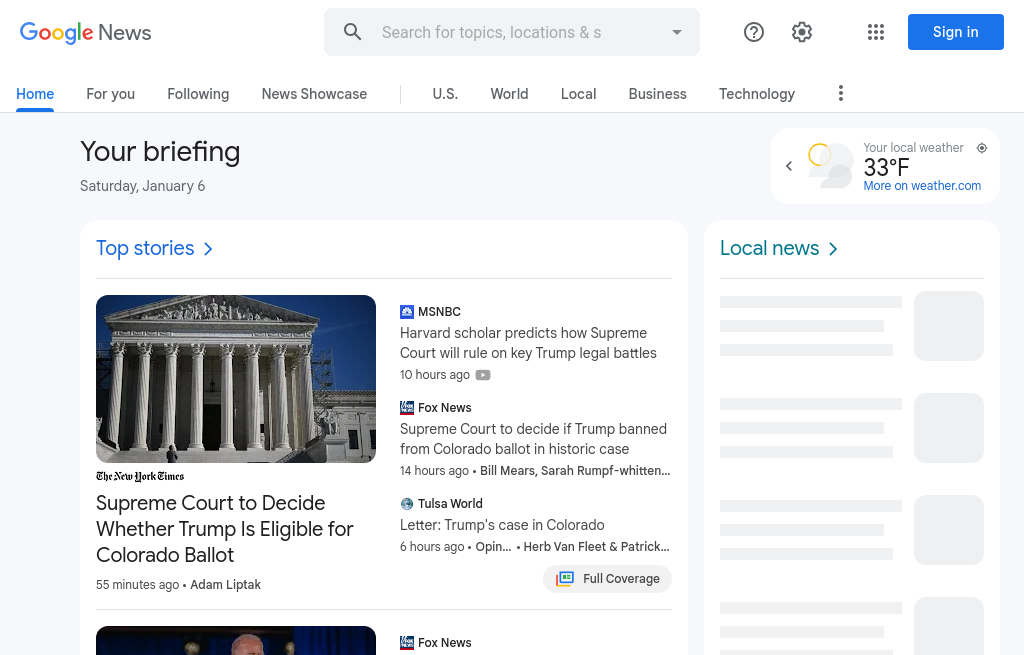 Google News
Search for topics, locations & s
Sign in
Home
For you
Following
News Showcase
U.S.
World
Local
Business
Technology
Your briefing
Saturday, January 6
Your local weather
33°F
More on weather.com
Top stories
The New York Times
Supreme Court to Decide
Whether Trump Is Eligible for
Colorado Ballot
55 minutes ago • Adam Liptak
MSNBC
Harvard scholar predicts how Supreme
Court will rule on key Trump legal battles
10 hours ago
Fox News
Supreme Court to decide if Trump banned
from Colorado ballot in historic case
14 hours ago • Bill Mears, Sarah Rumpf-whitten...
Tulsa World
Letter: Trump's case in Colorado
6 hours ago • Opin... • Herb Van Fleet & Patrick...
Full Coverage
Fox News
Local news